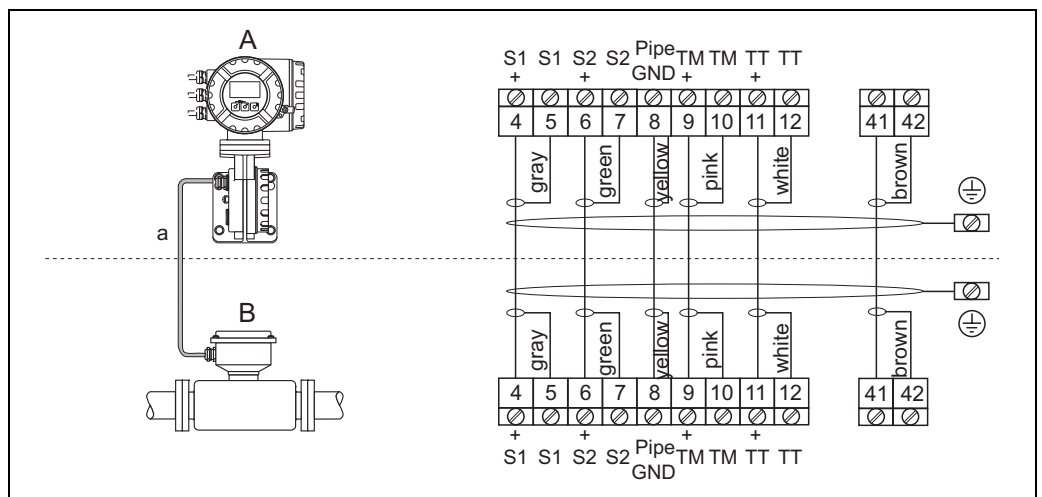 A
a
B
S1 S1 S2 S2 Pipe GND TM TM TT TT
+ + + +
4 5 6 7 8 9 10 11 12 41 42
gray green yellow pink white brown
gray green yellow pink white brown
4 5 6 7 8 9 10 11 12 41 42
+ + + +
S1 S1 S2 S2 Pipe GND TM TM TT TT